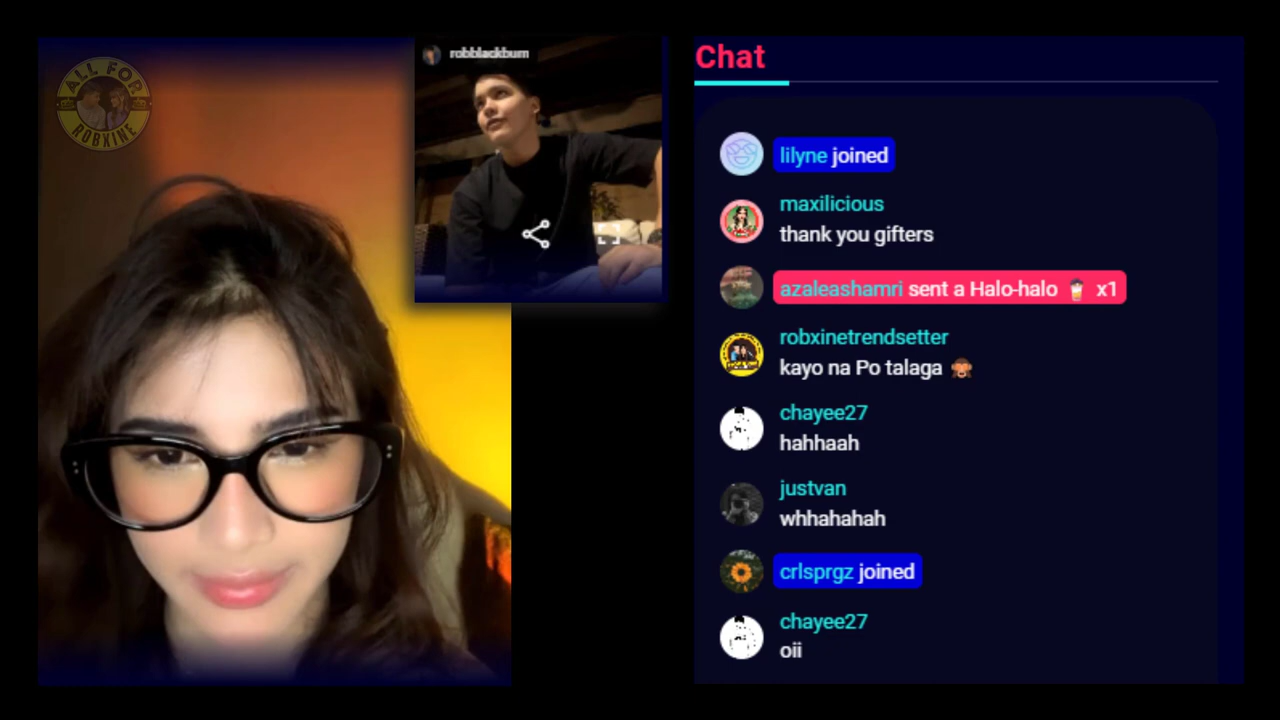 ALL FOR
ROBXINE
robblackburn
Chat
lilyne joined
maxilicious
thank you gifters
azaleashamri sent a Halo-halo x1
robxinetrendsetter
kayo na Po talaga
chayee27
hahhaah
justvan
whhahahah
crlsprgz joined
chayee27
oii